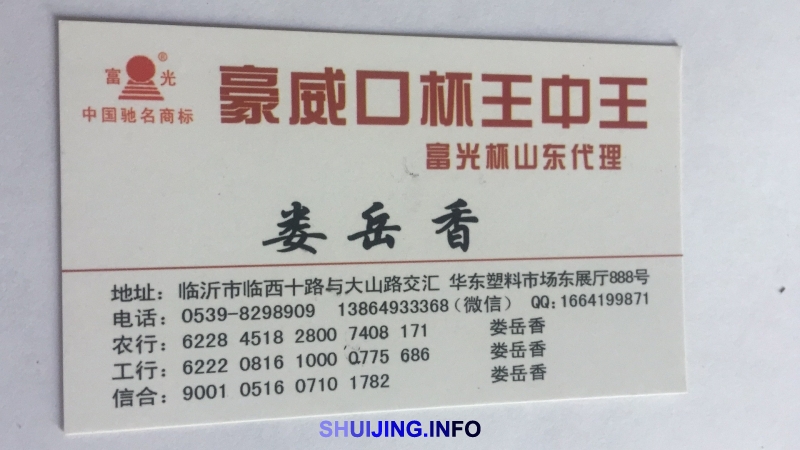 富 光 ®
中国驰名商标
豪威口杯王中王
富光杯山东代理
娄岳香
地址：临沂市临西十路与大山路交汇 华东塑料市场东展厅888号
电话：0539-8298909 13864933368（微信） QQ：1664199871
农行：6228 4518 2800 7408 171 娄岳香
工行：6222 0816 1000 0775 686 娄岳香
信合：9001 0516 0710 1782 娄岳香
SHUIJING.INFO